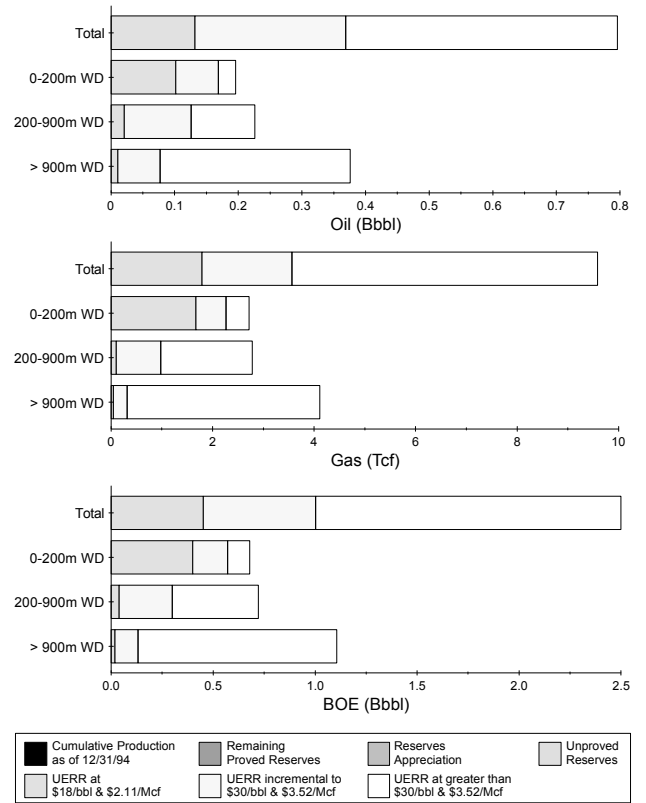 Total
0-200m WD
200-900m WD
> 900m WD
0 0.1 0.2 0.3 0.4 0.5 0.6 0.7 0.8
Oil (Bbbl)
Total
0-200m WD
200-900m WD
> 900m WD
0 2 4 6 8 10
Gas (Tcf)
Total
0-200m WD
200-900m WD
> 900m WD
0.0 0.5 1.0 1.5 2.0 2.5
BOE (Bbbl)
Cumulative Production
as of 12/31/94
Remaining
Proved Reserves
Reserves
Appreciation
Unproved
Reserves
UERR at
$18/bbl & $2.11/Mcf
UERR incremental to
$30/bbl & $3.52/Mcf
UERR at greater than
$30/bbl & $3.52/Mcf